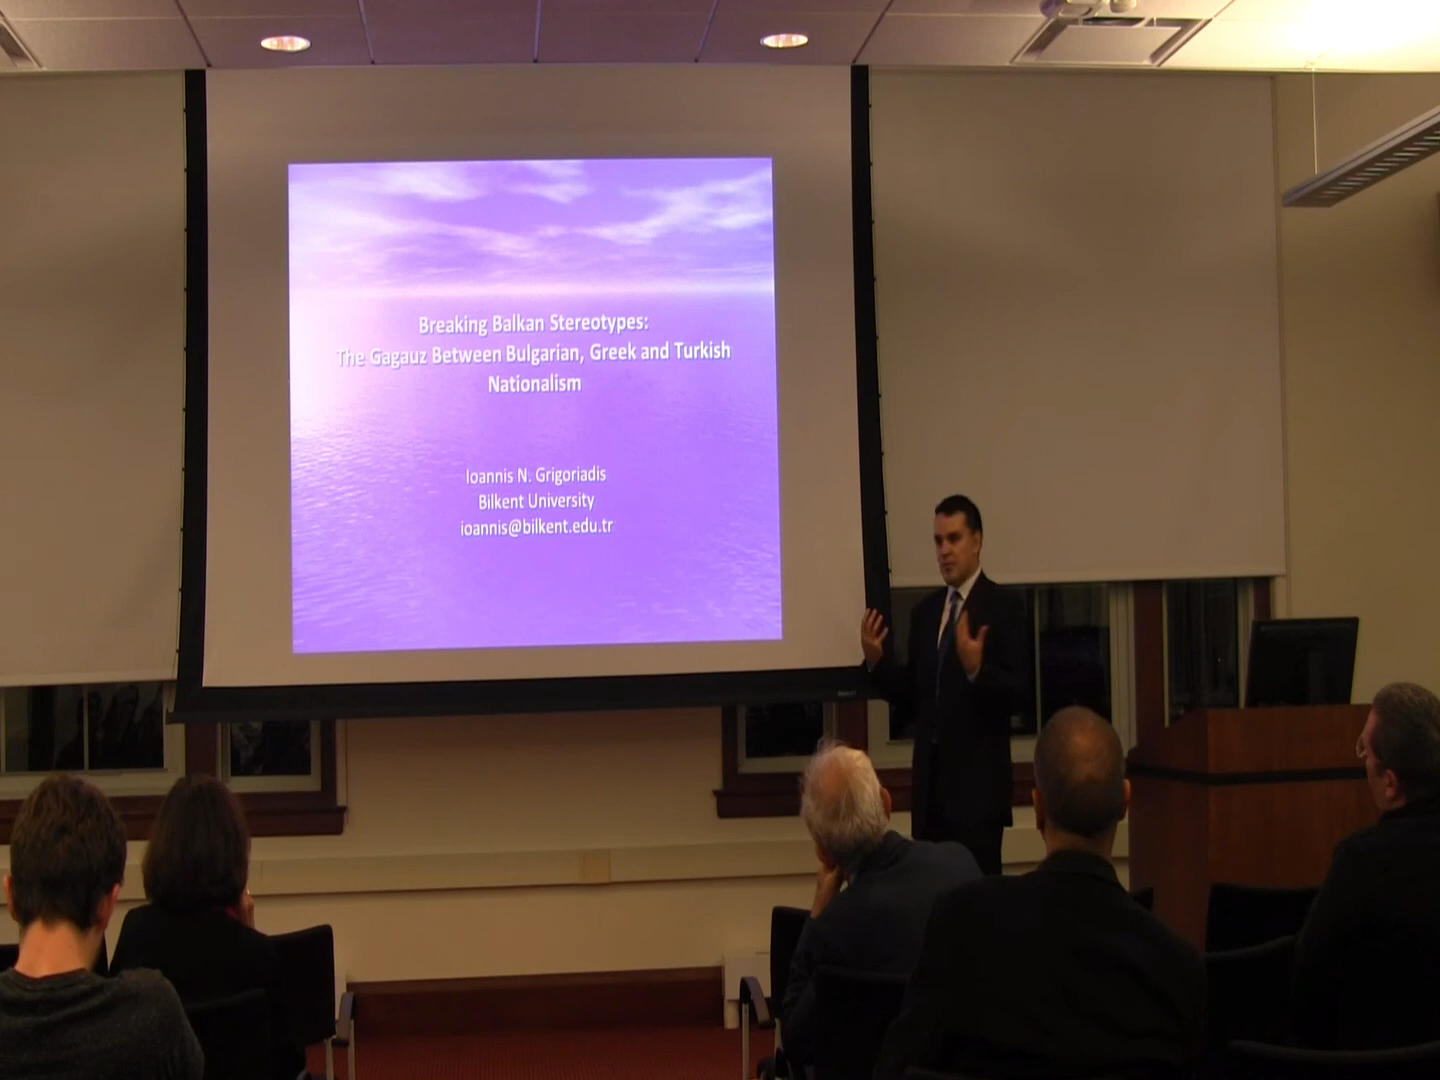 Breaking Balkan Stereotypes:
The Gagauz Between Bulgarian, Greek and Turkish
Nationalism
Ioannis N. Grigoriadis
Bilkent University
ioannis@bilkent.edu.tr